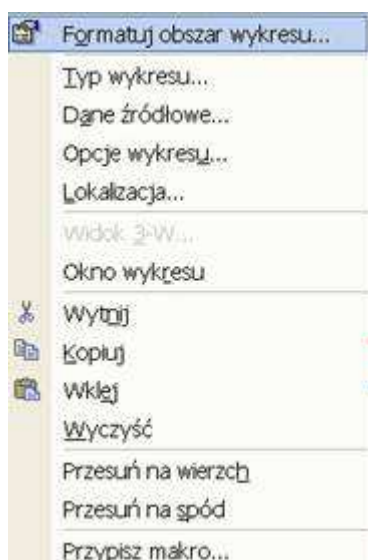 Formatuj obszar wykresu...
Typ wykresu...
Dane źródłowe...
Opcje wykresu...
Lokalizacja...
Widok 3-W...
Okno wykresu
Wytnij
Kopiuj
Wklej
Wyczyść
Przesuń na wierzch
Przesuń na spód
Przypisz makro...